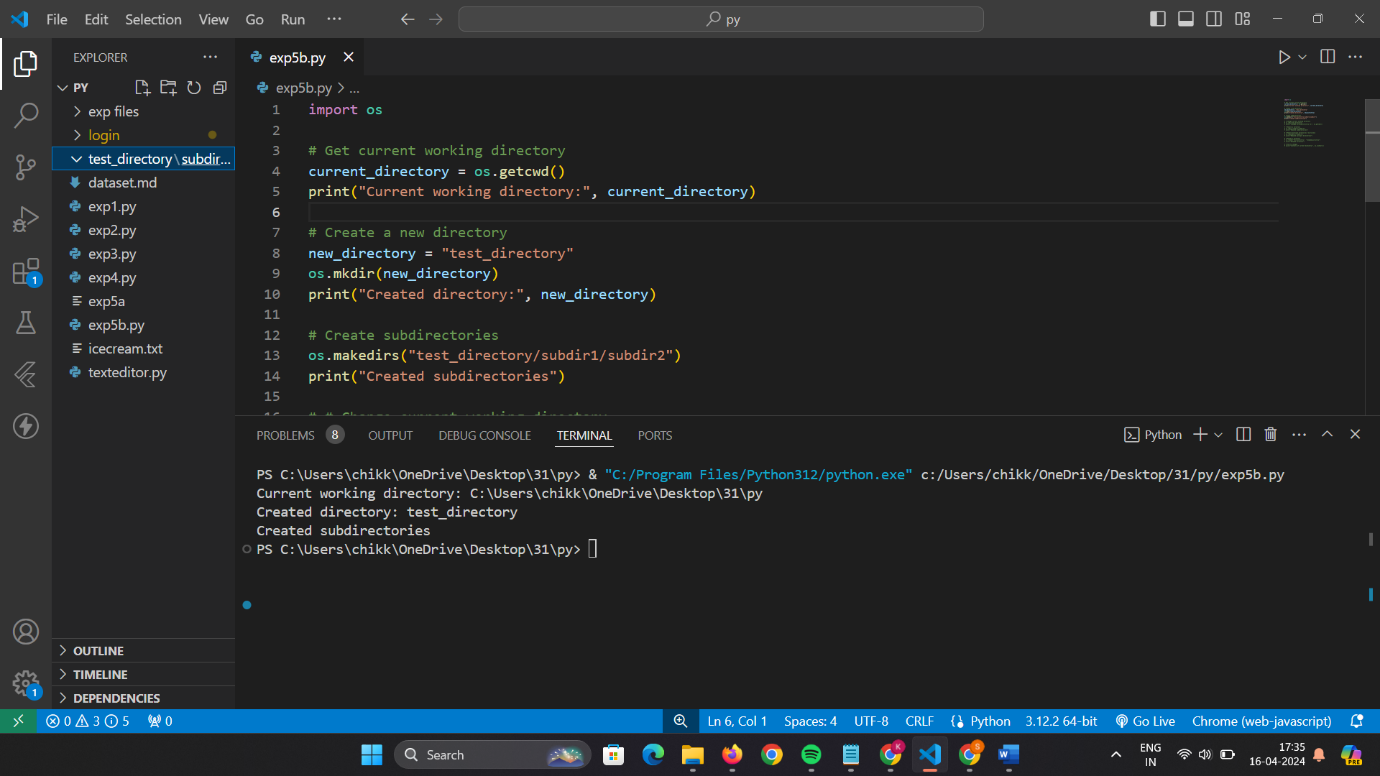 File Edit Selection View Go Run ···
py
EXPLORER
PY
exp files
login
test_directory\subdir...
dataset.md
exp1.py
exp2.py
exp3.py
exp4.py
exp5a
exp5b.py
icecream.txt
texteditor.py
OUTLINE
TIMELINE
DEPENDENCIES
exp5b.py
exp5b.py > ...
1 import os
2
3 # Get current working directory
4 current_directory = os.getcwd()
5 print("Current working directory:", current_directory)
6
7 # Create a new directory
8 new_directory = "test_directory"
9 os.mkdir(new_directory)
10 print("Created directory:", new_directory)
11
12 # Create subdirectories
13 os.makedirs("test_directory/subdir1/subdir2")
14 print("Created subdirectories")
15
16 # # Change current working directory
PROBLEMS 8 OUTPUT DEBUG CONSOLE TERMINAL PORTS
Python
PS C:\Users\chikk\OneDrive\Desktop\31\py> & "C:/Program Files/Python312/python.exe" c:/Users/chikk/OneDrive/Desktop/31/py/exp5b.py
Current working directory: C:\Users\chikk\OneDrive\Desktop\31\py
Created directory: test_directory
Created subdirectories
PS C:\Users\chikk\OneDrive\Desktop\31\py>
1
1
0 3 5 0 Ln 6, Col 1 Spaces: 4 UTF-8 CRLF Python 3.12.2 64-bit Go Live Chrome (web-javascript)
Search
K
S
W
ENG
IN
17:35
16-04-2024
PRE